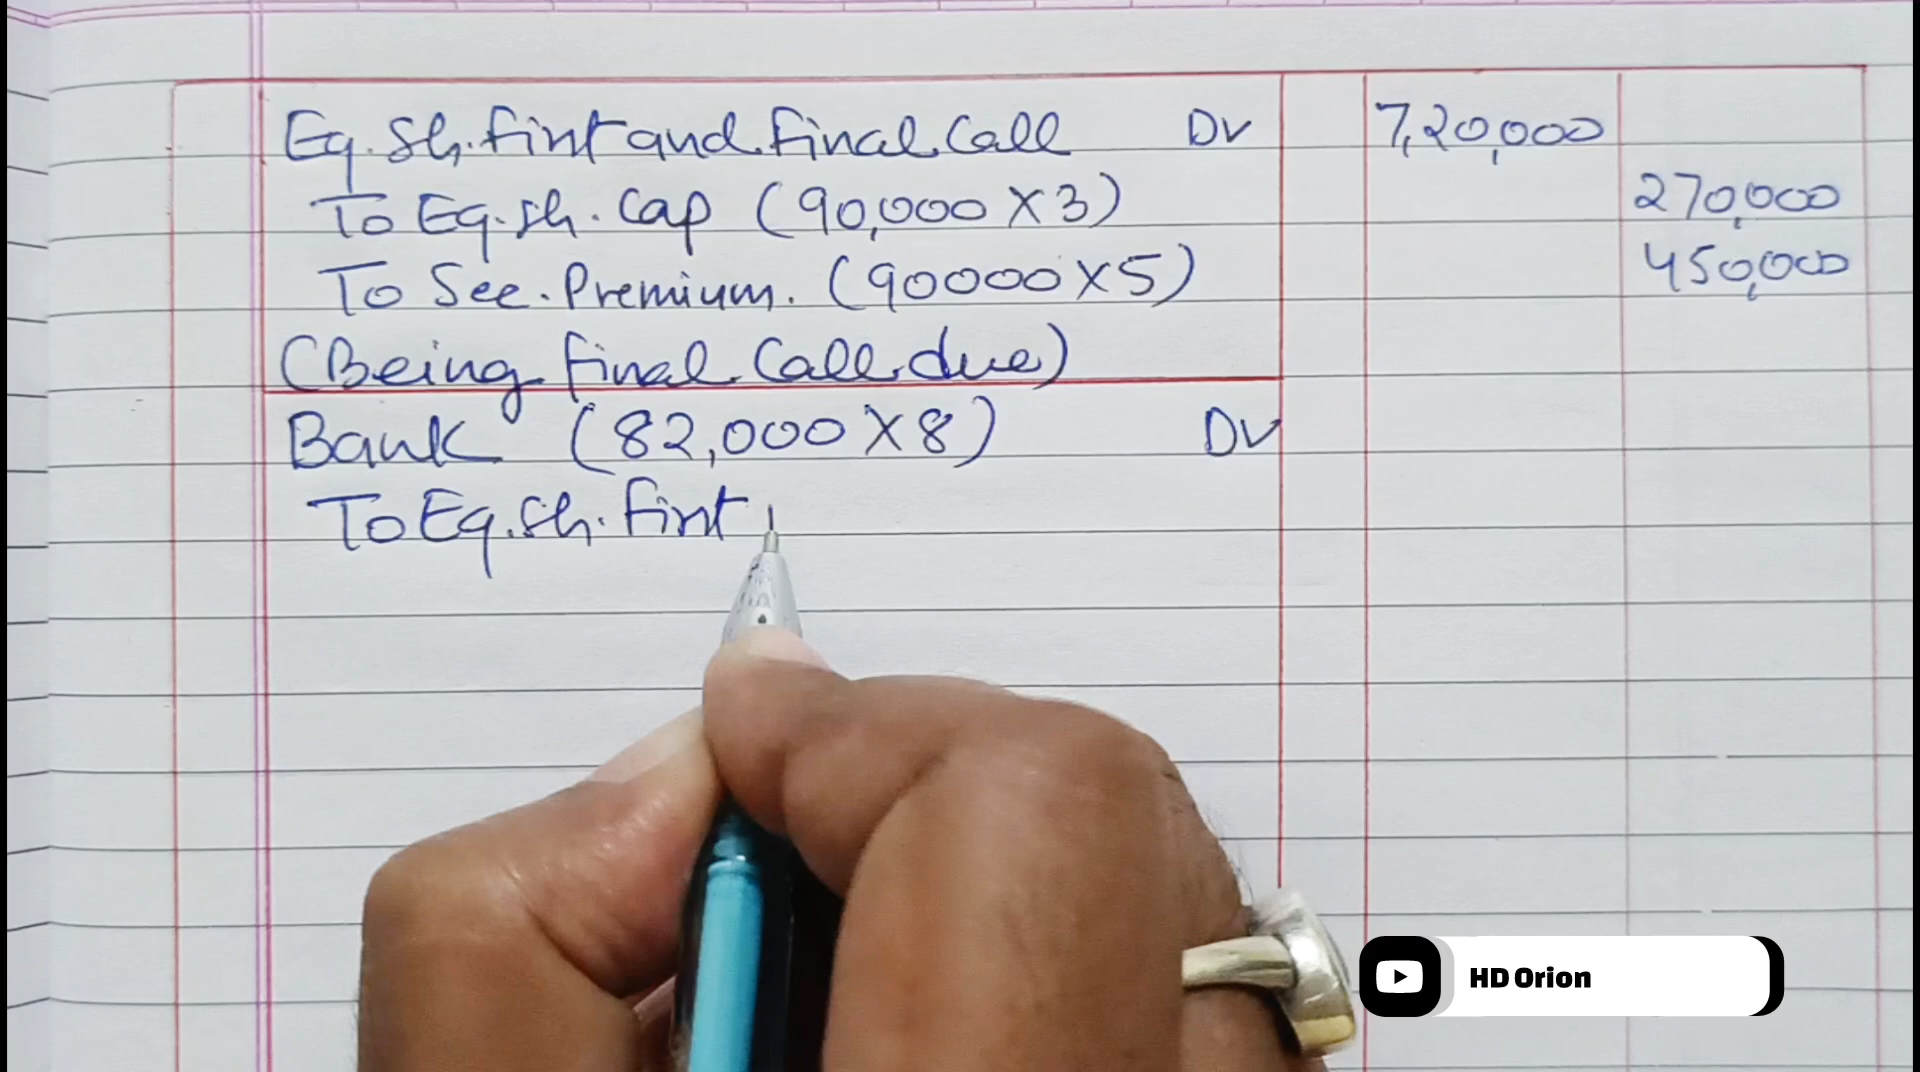 Eq. Sh. first and final Call Dr 7,20,000
To Eq. sh. Cap (90,000 X 3) 270,000
To Sec. Premium. (90000 X 5) 450,000
(Being final Call due)
Bank (82,000 X 8) Dr
To Eq. Sh. first
HD Orion